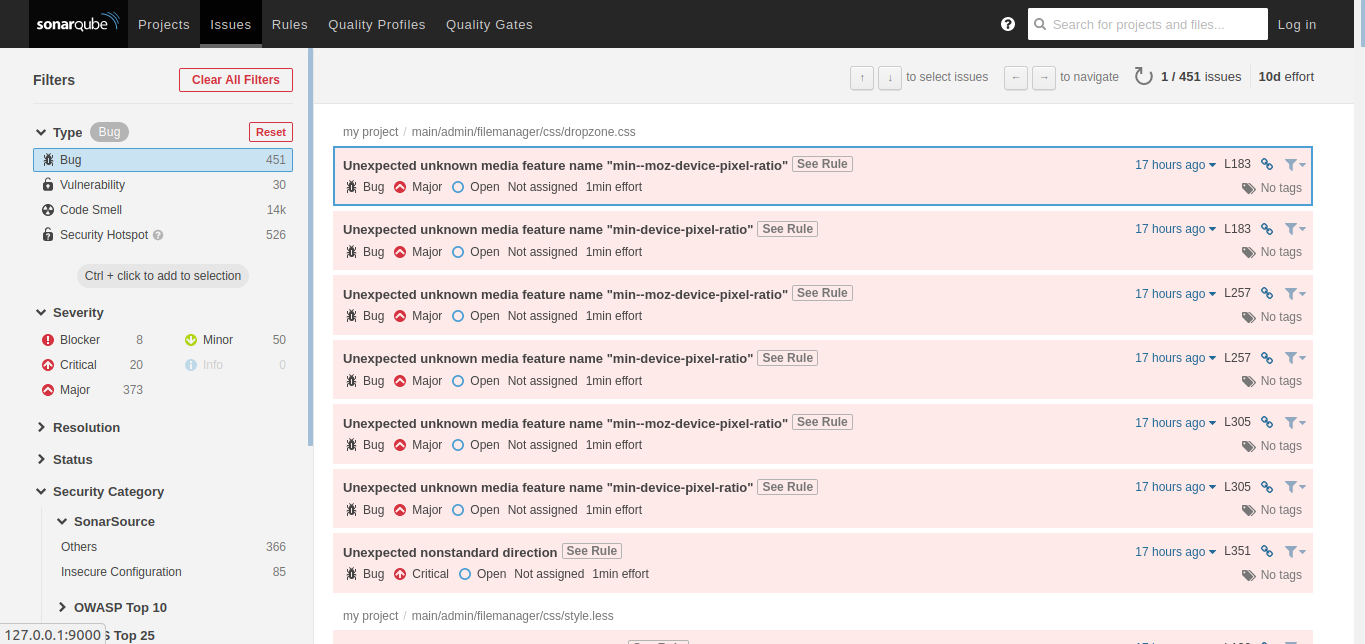 sonarqube Projects Issues Rules Quality Profiles Quality Gates ? Search for projects and files... Log in
Filters Clear All Filters
↑ ↓ to select issues ← → to navigate 1 / 451 issues 10d effort
Type Bug Reset
Bug 451
Vulnerability 30
Code Smell 14k
Security Hotspot ? 526
Ctrl + click to add to selection
Severity
Blocker 8 Minor 50
Critical 20 Info 0
Major 373
Resolution
Status
Security Category
SonarSource
Others 366
Insecure Configuration 85
OWASP Top 10
S Top 25
127.0.0.1:9000
my project / main/admin/filemanager/css/dropzone.css
Unexpected unknown media feature name "min--moz-device-pixel-ratio" See Rule 17 hours ago L183
Bug Major Open Not assigned 1min effort No tags
Unexpected unknown media feature name "min-device-pixel-ratio" See Rule 17 hours ago L183
Bug Major Open Not assigned 1min effort No tags
Unexpected unknown media feature name "min--moz-device-pixel-ratio" See Rule 17 hours ago L257
Bug Major Open Not assigned 1min effort No tags
Unexpected unknown media feature name "min-device-pixel-ratio" See Rule 17 hours ago L257
Bug Major Open Not assigned 1min effort No tags
Unexpected unknown media feature name "min--moz-device-pixel-ratio" See Rule 17 hours ago L305
Bug Major Open Not assigned 1min effort No tags
Unexpected unknown media feature name "min-device-pixel-ratio" See Rule 17 hours ago L305
Bug Major Open Not assigned 1min effort No tags
Unexpected nonstandard direction See Rule 17 hours ago L351
Bug Critical Open Not assigned 1min effort No tags
my project / main/admin/filemanager/css/style.less